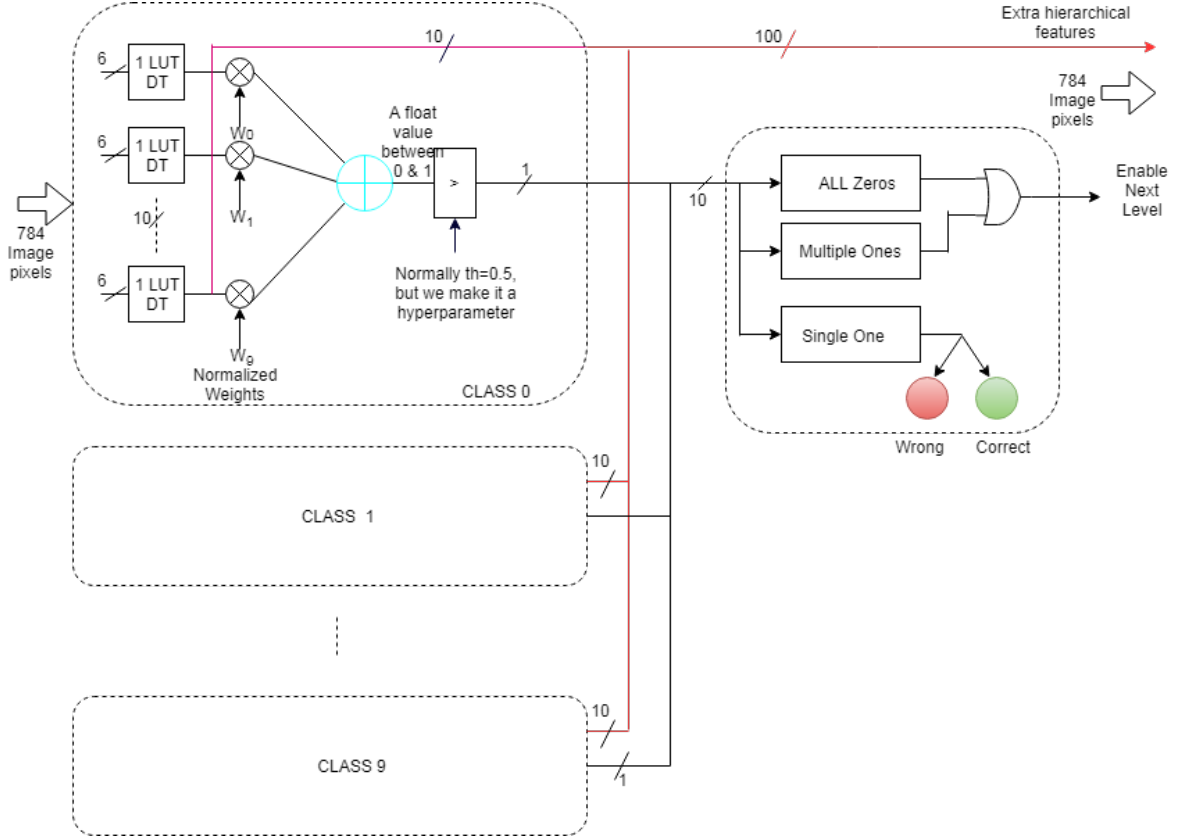 10
100
Extra hierarchical
features
6
1 LUT
DT
W0
6
1 LUT
DT
W1
10
6
1 LUT
DT
W9
Normalized
Weights
784
Image
pixels
A float
value
between
0 & 1
>
1
Normally th=0.5,
but we make it a
hyperparameter
CLASS 0
784
Image
pixels
10
ALL Zeros
Multiple Ones
Single One
Enable
Next
Level
Wrong
Correct
10
CLASS 1
10
CLASS 9
1